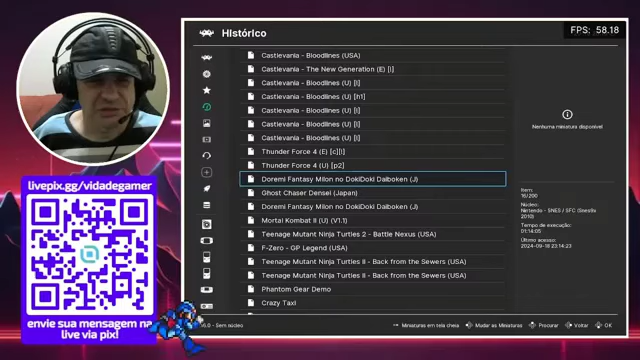 Histórico
FPS: 58.18
Castlevania - Bloodlines (USA)
Castlevania - The New Generation (E) [!]
Castlevania - Bloodlines (U) [!]
Castlevania - Bloodlines (U) [h1]
Castlevania - Bloodlines (U) [!]
Castlevania - Bloodlines (U) [!]
Castlevania - Bloodlines (U) [!]
Thunder Force 4 (E) [c][!]
Thunder Force 4 (U) [p2]
Doremi Fantasy Milon no DokiDoki Daiboken (J)
Ghost Chaser Densei (Japan)
Doremi Fantasy Milon no DokiDoki Daiboken (J)
Mortal Kombat II (U) (V1.1)
Teenage Mutant Ninja Turtles 2 - Battle Nexus (USA)
F-Zero - GP Legend (USA)
Teenage Mutant Ninja Turtles II - Back from the Sewers (USA)
Teenage Mutant Ninja Turtles II - Back from the Sewers (USA)
Phantom Gear Demo
Crazy Taxi
Nenhuma miniatura disponível
Item:
16/200
Núcleo:
Nintendo - SNES / SFC (Snes9x
2010)
Tempo de execução:
01:14:05
Último acesso:
2024-09-18 23:14:23
Sem núcleo
Miniaturas em tela cheia
Mudar as Miniaturas
Procurar
Voltar
OK
livepix.gg/vidadegamer
envie sua mensagem na
live via pix!